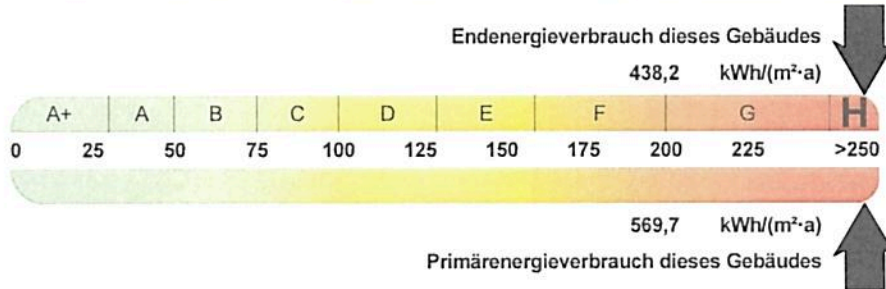 Endenergieverbrauch dieses Gebäudes
438,2 kWh/(m²·a)
A+ A B C D E F G H
0 25 50 75 100 125 150 175 200 225 >250
569,7 kWh/(m²·a)
Primärenergieverbrauch dieses Gebäudes